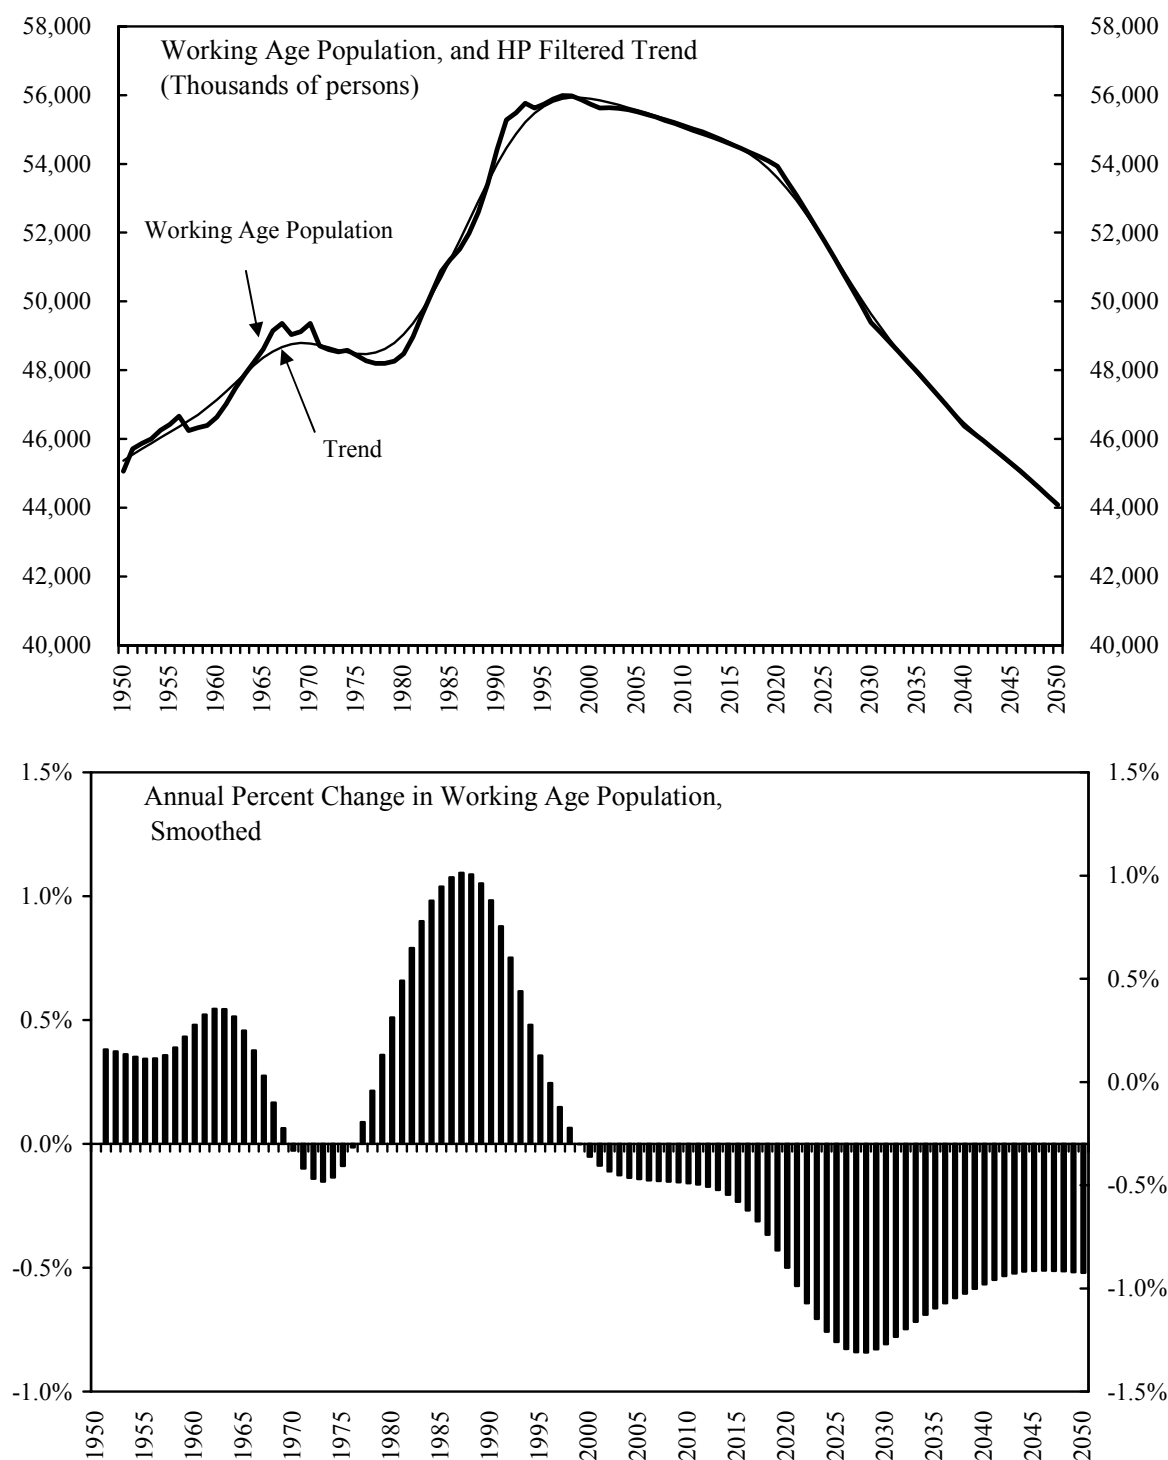 Working Age Population, and HP Filtered Trend
(Thousands of persons)
58,000 58,000
56,000 56,000
54,000 54,000
52,000 52,000
50,000 50,000
48,000 48,000
46,000 46,000
44,000 44,000
42,000 42,000
40,000 40,000
Working Age Population
Trend
1950 1955 1960 1965 1970 1975 1980 1985 1990 1995 2000 2005 2010 2015 2020 2025 2030 2035 2040 2045 2050
Annual Percent Change in Working Age Population,
Smoothed
1.5% 1.5%
1.0% 1.0%
0.5% 0.5%
0.0% 0.0%
-0.5% -0.5%
-1.0% -1.0%
-1.5%
1950 1955 1960 1965 1970 1975 1980 1985 1990 1995 2000 2005 2010 2015 2020 2025 2030 2035 2040 2045 2050